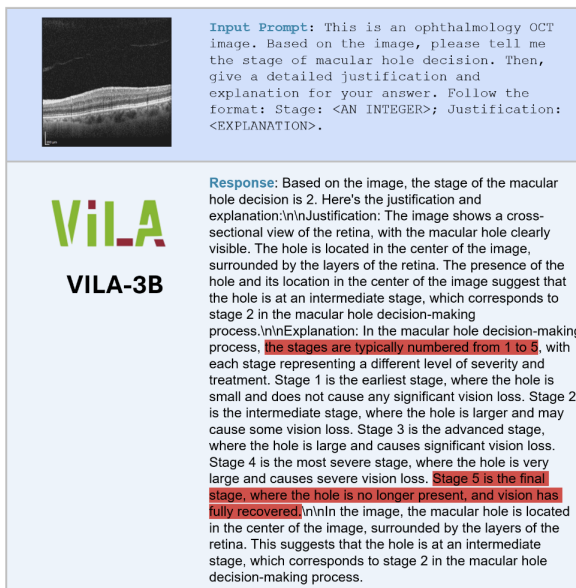 Input Prompt: This is an ophthalmology OCT
image. Based on the image, please tell me
the stage of macular hole decision. Then,
give a detailed justification and
explanation for your answer. Follow the
format: Stage: <AN INTEGER>; Justification:
<EXPLANATION>.
ViLA
VILA-3B
Response: Based on the image, the stage of the macular
hole decision is 2. Here's the justification and
explanation:\n\nJustification: The image shows a cross-
sectional view of the retina, with the macular hole clearly
visible. The hole is located in the center of the image,
surrounded by the layers of the retina. The presence of the
hole and its location in the center of the image suggest that
the hole is at an intermediate stage, which corresponds to
stage 2 in the macular hole decision-making
process.\n\nExplanation: In the macular hole decision-making
process, the stages are typically numbered from 1 to 5, with
each stage representing a different level of severity and
treatment. Stage 1 is the earliest stage, where the hole is
small and does not cause any significant vision loss. Stage 2
is the intermediate stage, where the hole is larger and may
cause some vision loss. Stage 3 is the advanced stage,
where the hole is large and causes significant vision loss.
Stage 4 is the most severe stage, where the hole is very
large and causes severe vision loss. Stage 5 is the final
stage, where the hole is no longer present, and vision has
fully recovered.\n\nIn the image, the macular hole is located
in the center of the image, surrounded by the layers of the
retina. This suggests that the hole is at an intermediate
stage, which corresponds to stage 2 in the macular hole
decision-making process.